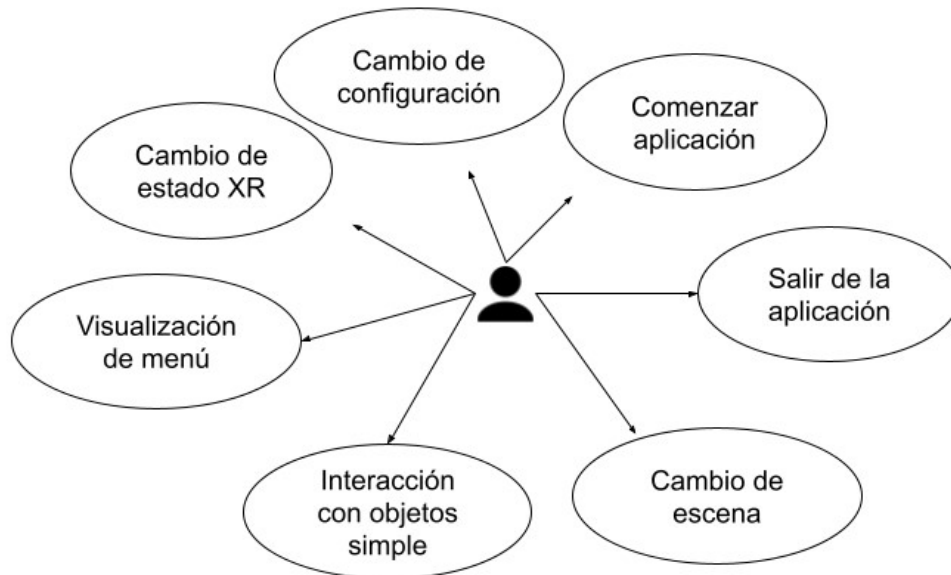 Cambio de
configuración
Comenzar
aplicación
Cambio de
estado XR
Salir de la
aplicación
Visualización
de menú
Interacción
con objetos
simple
Cambio de
escena